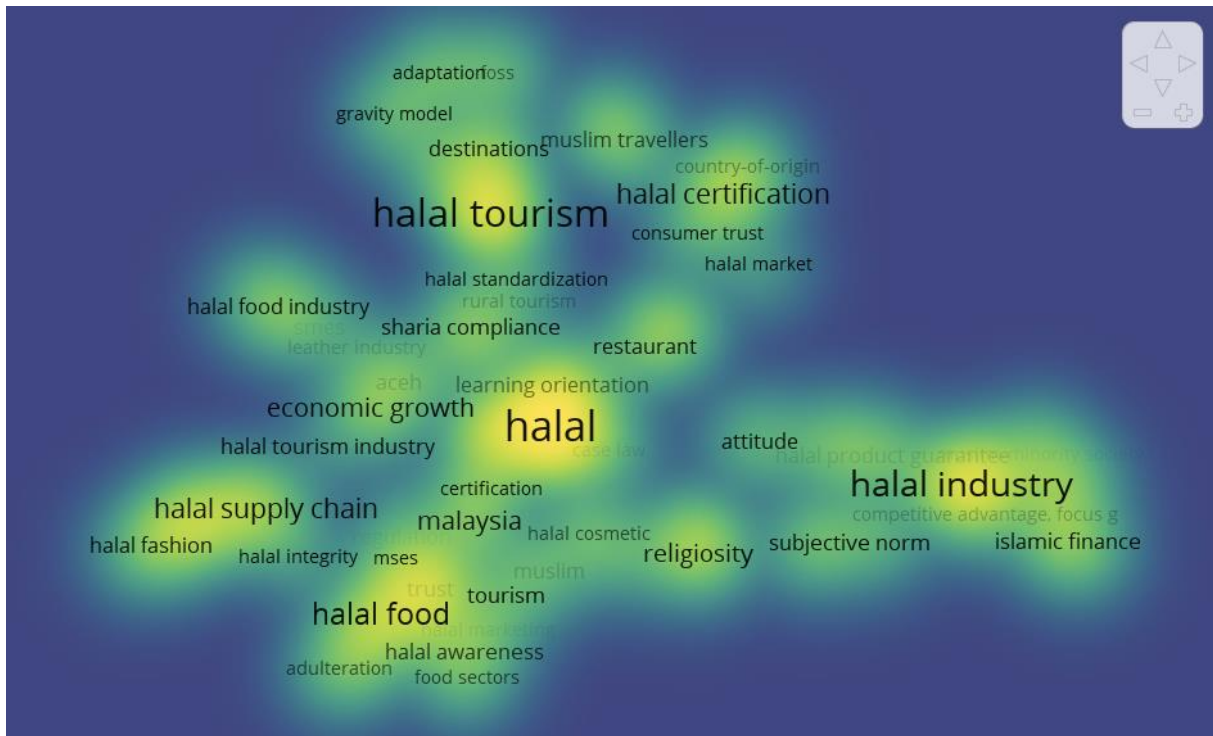 adaptation
foss
gravity model
destinations
muslim travellers
country-of-origin
halal certification
halal tourism
consumer trust
halal market
halal standardization
rural tourism
halal food industry
smes
sharia compliance
leather industry
restaurant
aceh
learning orientation
economic growth
halal
attitude
halal tourism industry
case law
halal product guarantee
minority society
halal industry
certification
halal supply chain
malaysia
competitive advantage, focus g
halal cosmetic
halal fashion
halal integrity
mses
religiosity
subjective norm
islamic finance
muslim
trust
tourism
halal food
halal marketing
halal awareness
adulteration
food sectors